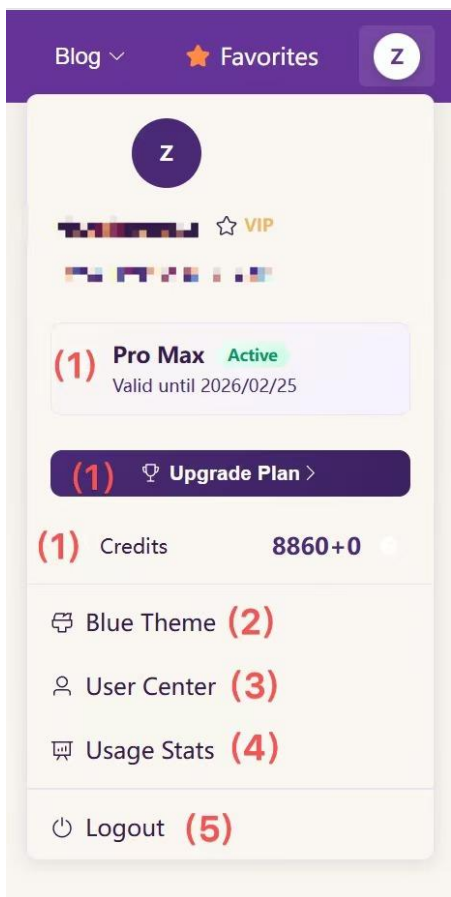 Blog Favorites Z
Z
VIP
(1) Pro Max Active
Valid until 2026/02/25
(1) Upgrade Plan >
(1) Credits 8860+0
Blue Theme (2)
User Center (3)
Usage Stats (4)
Logout (5)